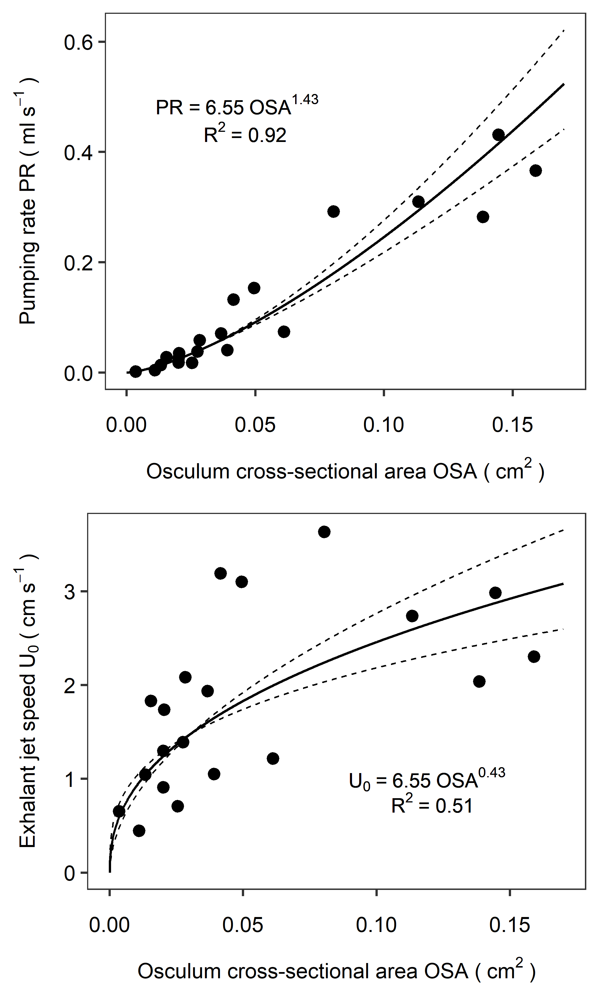 0.6
0.4
0.2
0.0
Pumping rate PR ( ml s⁻¹ )
PR = 6.55 OSA¹·⁴³
R² = 0.92
0.00 0.05 0.10 0.15
Osculum cross-sectional area OSA ( cm² )
3
2
1
0
Exhalant jet speed U₀ ( cm s⁻¹ )
U₀ = 6.55 OSA⁰·⁴³
R² = 0.51
0.00 0.05 0.10 0.15
Osculum cross-sectional area OSA ( cm² )